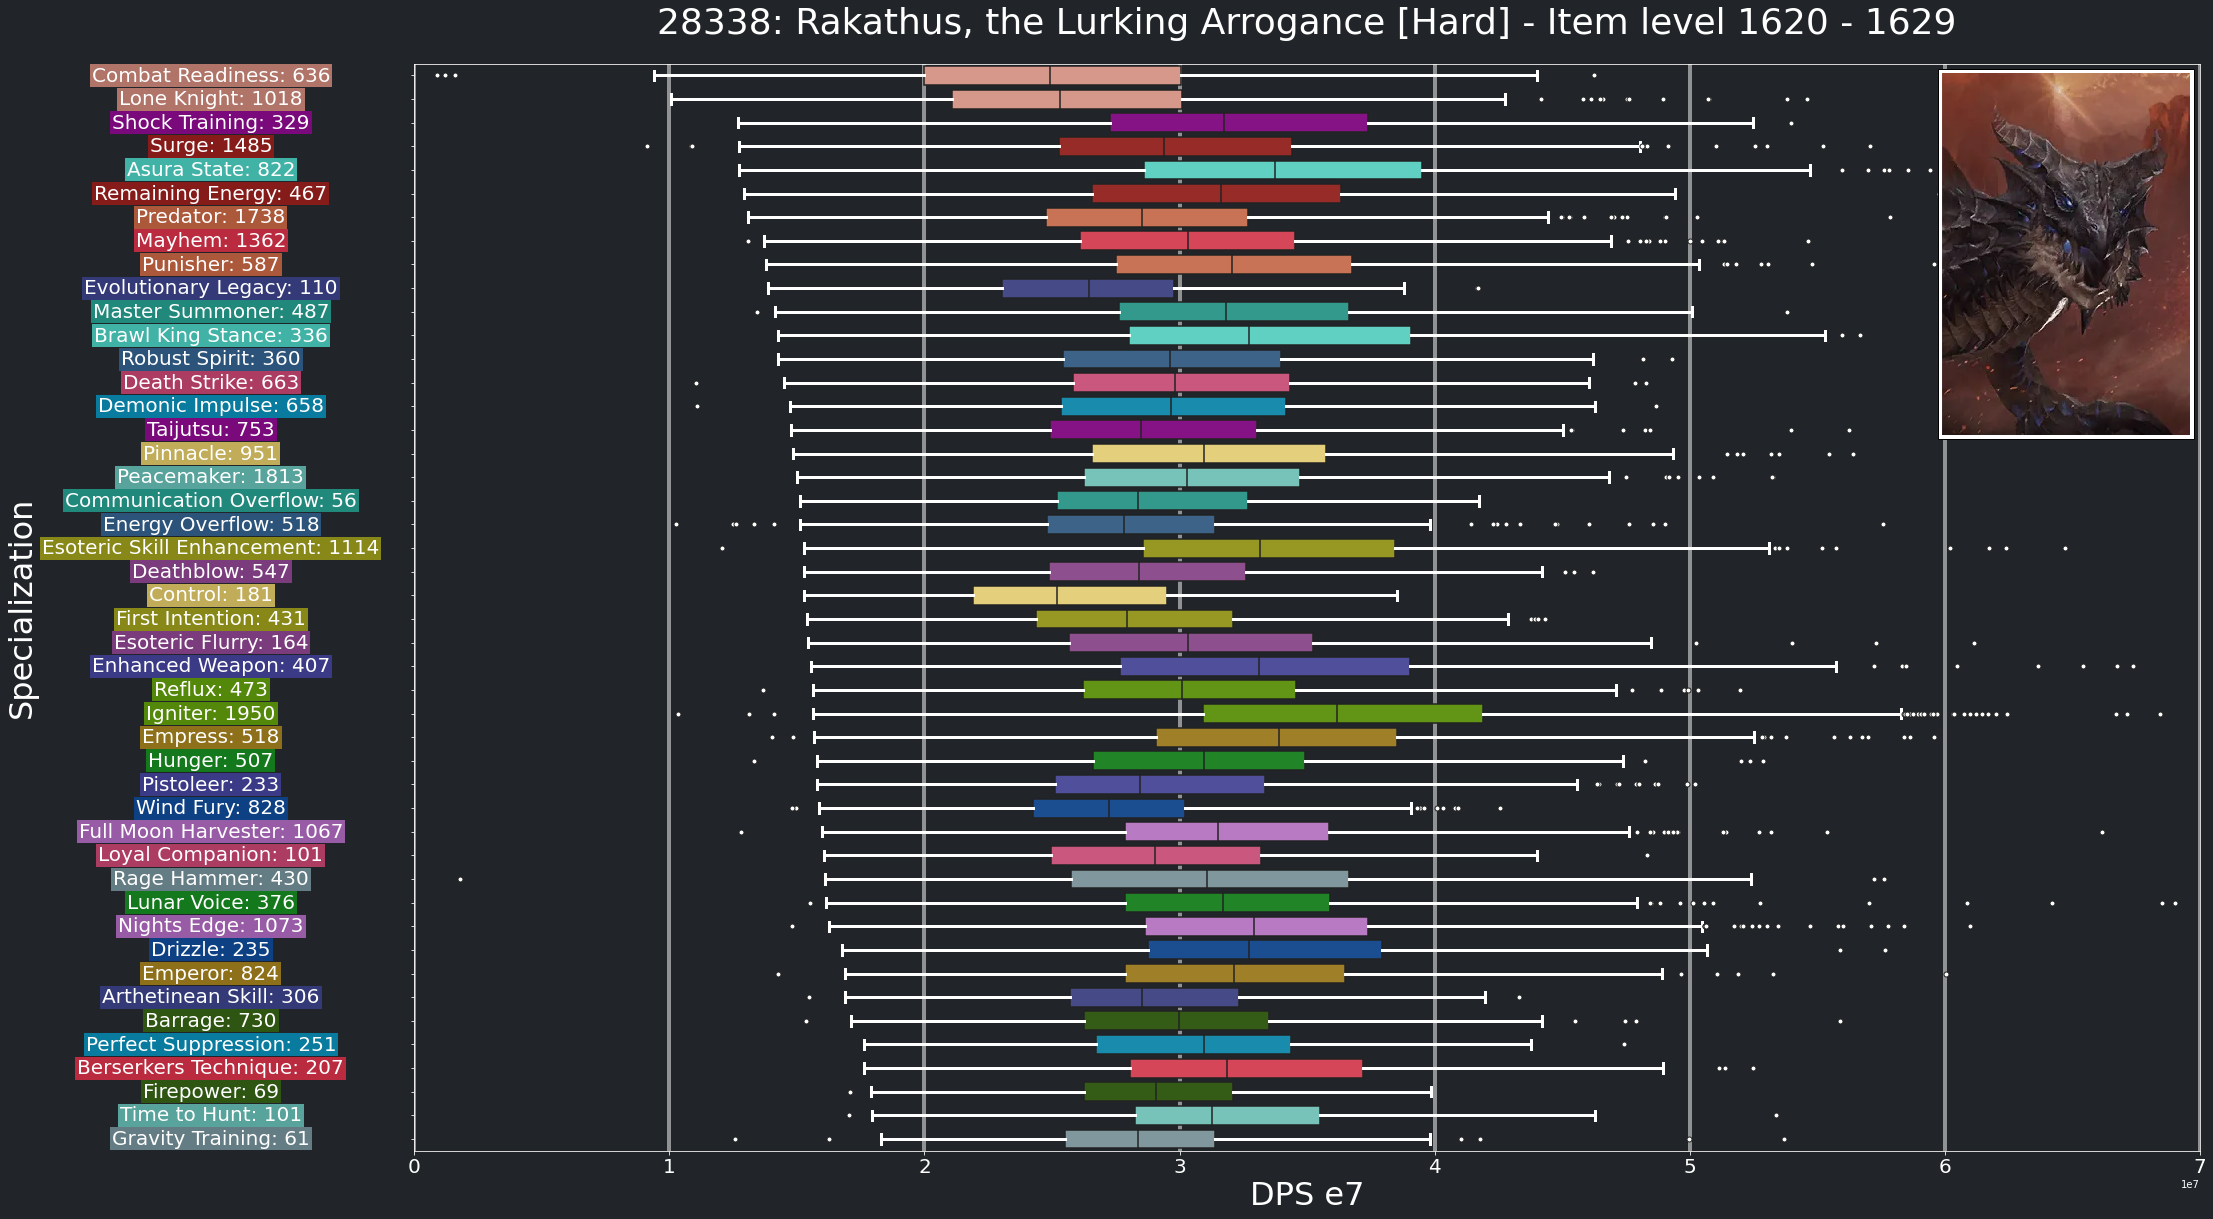 28338: Rakathus, the Lurking Arrogance [Hard] - Item level 1620 - 1629
Specialization
Combat Readiness: 636
Lone Knight: 1018
Shock Training: 329
Surge: 1485
Asura State: 822
Remaining Energy: 467
Predator: 1738
Mayhem: 1362
Punisher: 587
Evolutionary Legacy: 110
Master Summoner: 487
Brawl King Stance: 336
Robust Spirit: 360
Death Strike: 663
Demonic Impulse: 658
Taijutsu: 753
Pinnacle: 951
Peacemaker: 1813
Communication Overflow: 56
Energy Overflow: 518
Esoteric Skill Enhancement: 1114
Deathblow: 547
Control: 181
First Intention: 431
Esoteric Flurry: 164
Enhanced Weapon: 407
Reflux: 473
Igniter: 1950
Empress: 518
Hunger: 507
Pistoleer: 233
Wind Fury: 828
Full Moon Harvester: 1067
Loyal Companion: 101
Rage Hammer: 430
Lunar Voice: 376
Nights Edge: 1073
Drizzle: 235
Emperor: 824
Arthetinean Skill: 306
Barrage: 730
Perfect Suppression: 251
Berserkers Technique: 207
Firepower: 69
Time to Hunt: 101
Gravity Training: 61
0 1 2 3 4 5 6 7
1e7
DPS e7